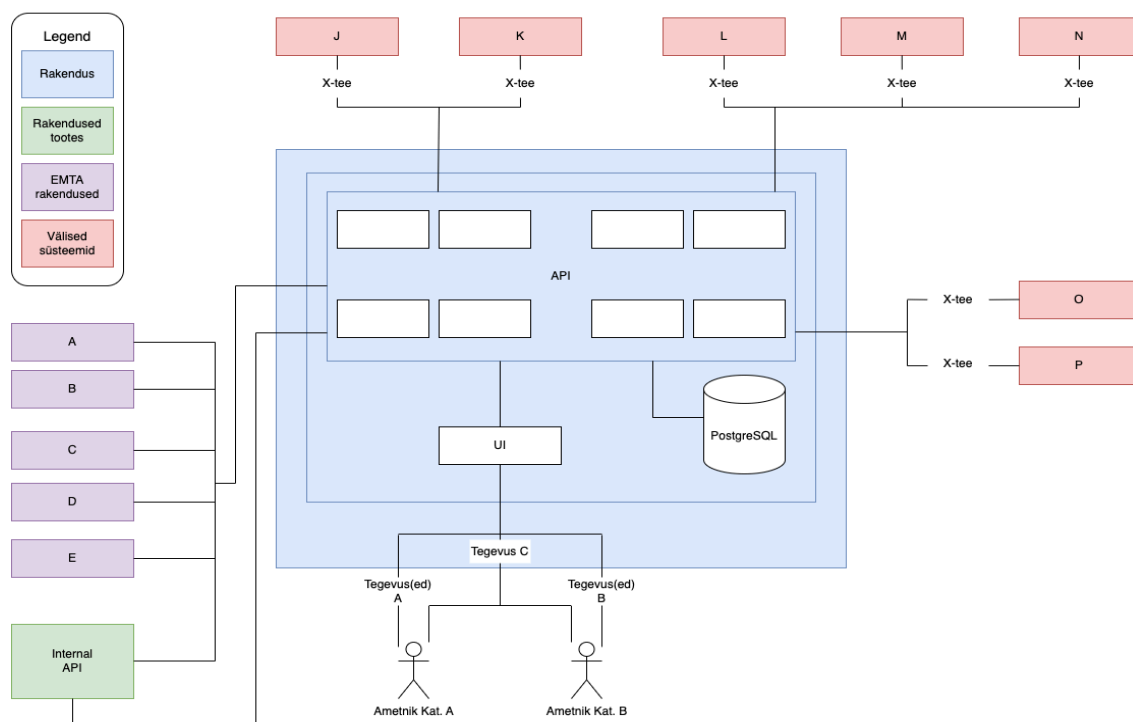 Legend
Rakendus
Rakendused
tootes
EMTA
rakendused
Välised
süsteemid
J
K
L
M
N
X-tee
X-tee
X-tee
X-tee
X-tee
API
X-tee
O
X-tee
P
A
B
C
D
E
Internal
API
UI
PostgreSQL
Tegevus C
Tegevus(ed)
A
Tegevus(ed)
B
Ametnik Kat. A
Ametnik Kat. B